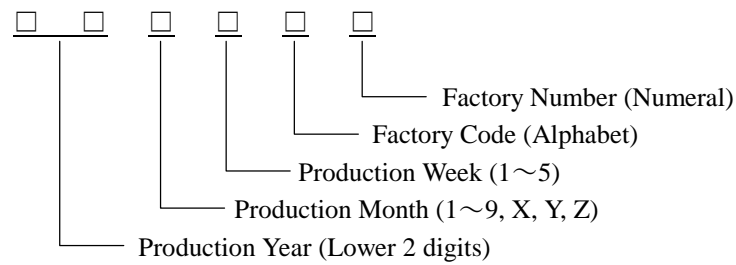 □ □ □ □ □ □
Factory Number (Numeral)
Factory Code (Alphabet)
Production Week (1～5)
Production Month (1～9, X, Y, Z)
Production Year (Lower 2 digits)